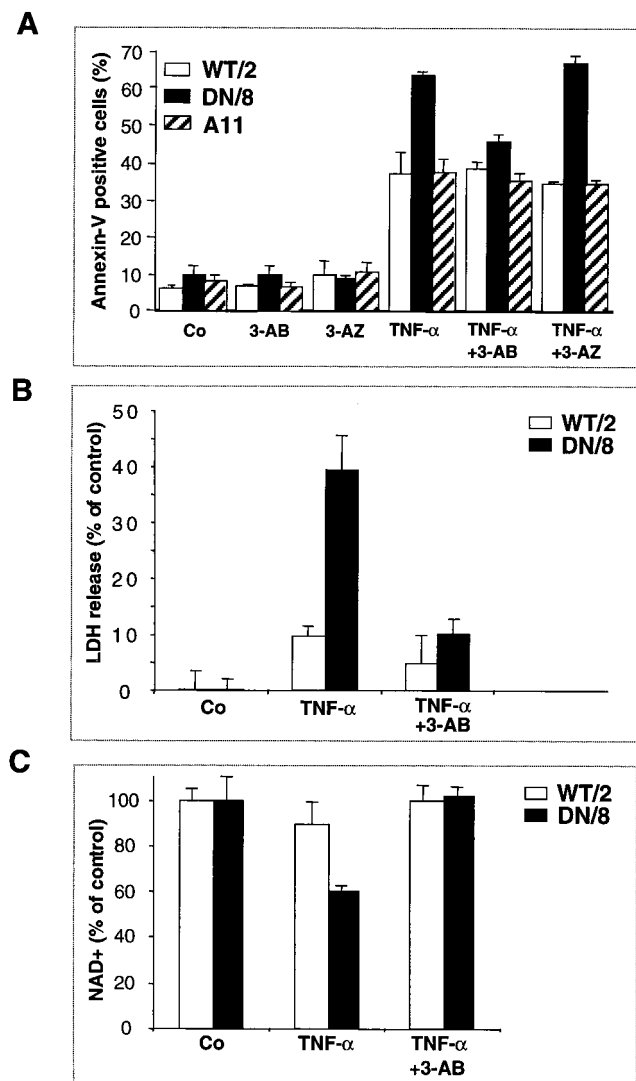 A
Annexin-V positive cells (%)
70
60
50
40
30
20
10
0
WT/2
DN/8
A11
Co 3-AB 3-AZ TNF-α TNF-α TNF-α
+3-AB +3-AZ
B
LDH release (% of control)
50
40
30
20
10
0
WT/2
DN/8
Co TNF-α TNF-α
+3-AB
C
NAD+ (% of control)
100
80
60
40
20
0
WT/2
DN/8
Co TNF-α TNF-α
+3-AB